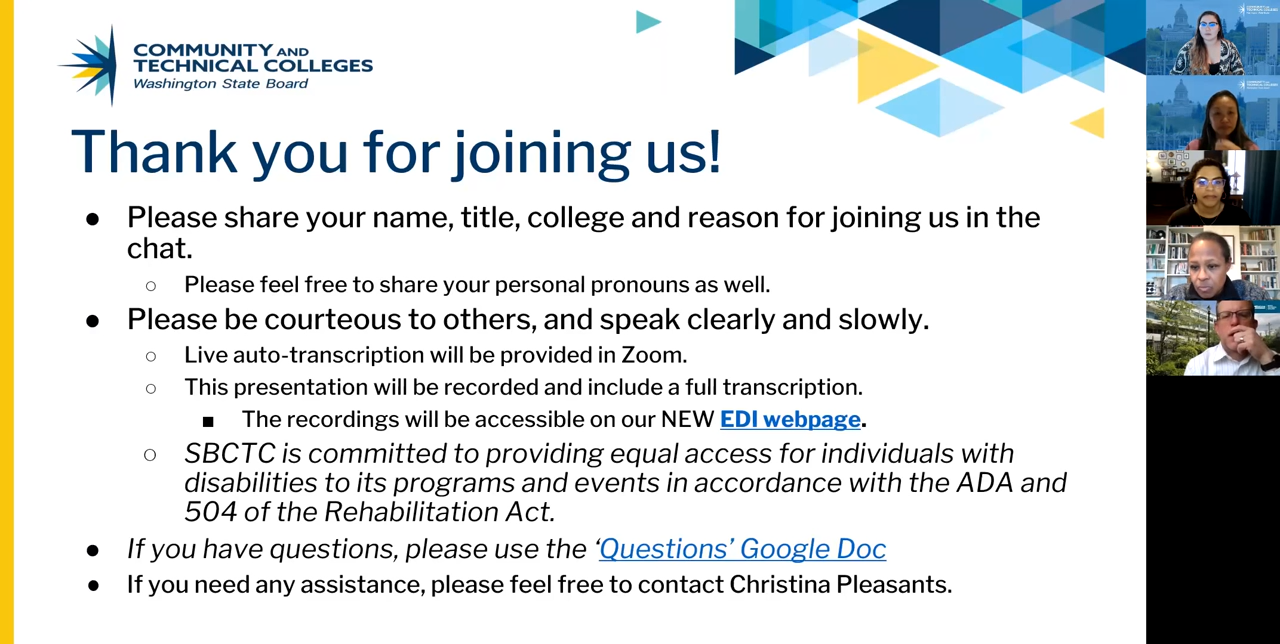 COMMUNITY AND
TECHNICAL COLLEGES
Washington State Board
Thank you for joining us!
● Please share your name, title, college and reason for joining us in the
chat.
○ Please feel free to share your personal pronouns as well.
● Please be courteous to others, and speak clearly and slowly.
○ Live auto-transcription will be provided in Zoom.
○ This presentation will be recorded and include a full transcription.
■ The recordings will be accessible on our NEW EDI webpage.
○ SBCTC is committed to providing equal access for individuals with
disabilities to its programs and events in accordance with the ADA and
504 of the Rehabilitation Act.
● If you have questions, please use the ‘Questions’ Google Doc
● If you need any assistance, please feel free to contact Christina Pleasants.